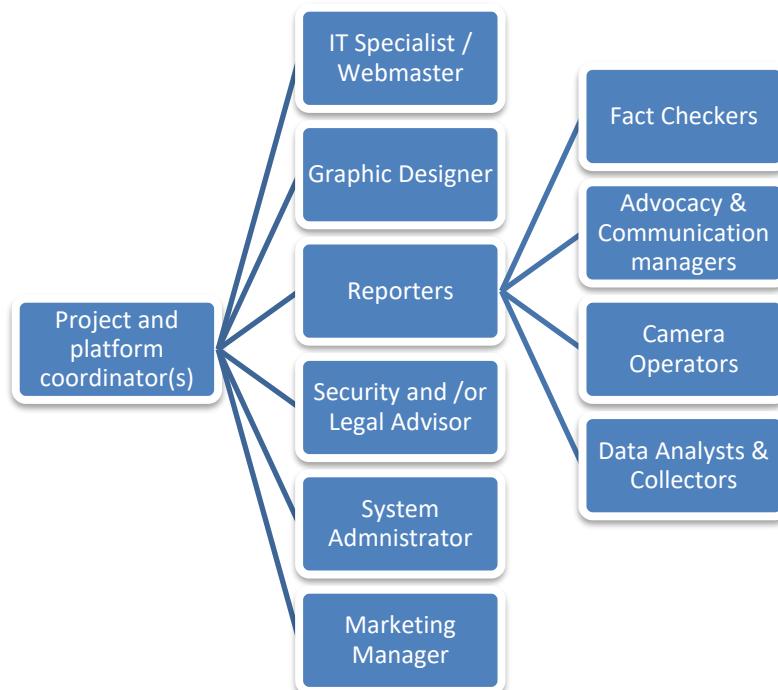 Project and
platform
coordinator(s)
IT Specialist /
Webmaster
Graphic Designer
Reporters
Security and /or
Legal Advisor
System
Admnistrator
Marketing
Manager
Fact Checkers
Advocacy &
Communication
managers
Camera
Operators
Data Analysts &
Collectors